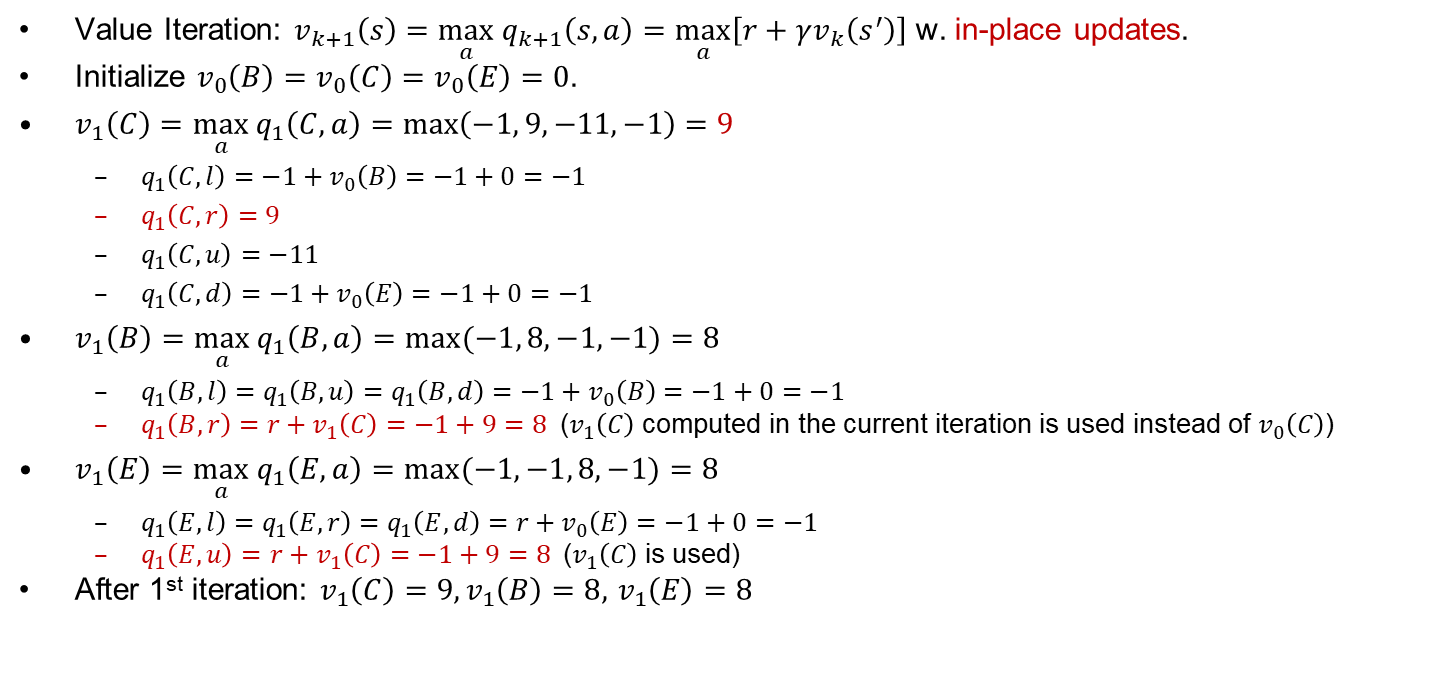 • Value Iteration: $v_{k+1}(s) = \max_a q_{k+1}(s, a) = \max_a [r + \gamma v_k(s')]$ w. in-place updates.
• Initialize $v_0(B) = v_0(C) = v_0(E) = 0$.
• $v_1(C) = \max_a q_1(C, a) = \max(-1, 9, -11, -1) = 9$
– $q_1(C, l) = -1 + v_0(B) = -1 + 0 = -1$
– $q_1(C, r) = 9$
– $q_1(C, u) = -11$
– $q_1(C, d) = -1 + v_0(E) = -1 + 0 = -1$
• $v_1(B) = \max_a q_1(B, a) = \max(-1, 8, -1, -1) = 8$
– $q_1(B, l) = q_1(B, u) = q_1(B, d) = -1 + v_0(B) = -1 + 0 = -1$
– $q_1(B, r) = r + v_1(C) = -1 + 9 = 8$ ($v_1(C)$ computed in the current iteration is used instead of $v_0(C)$)
• $v_1(E) = \max_a q_1(E, a) = \max(-1, -1, 8, -1) = 8$
– $q_1(E, l) = q_1(E, r) = q_1(E, d) = r + v_0(E) = -1 + 0 = -1$
– $q_1(E, u) = r + v_1(C) = -1 + 9 = 8$ ($v_1(C)$ is used)
• After 1st iteration: $v_1(C) = 9, v_1(B) = 8, v_1(E) = 8$